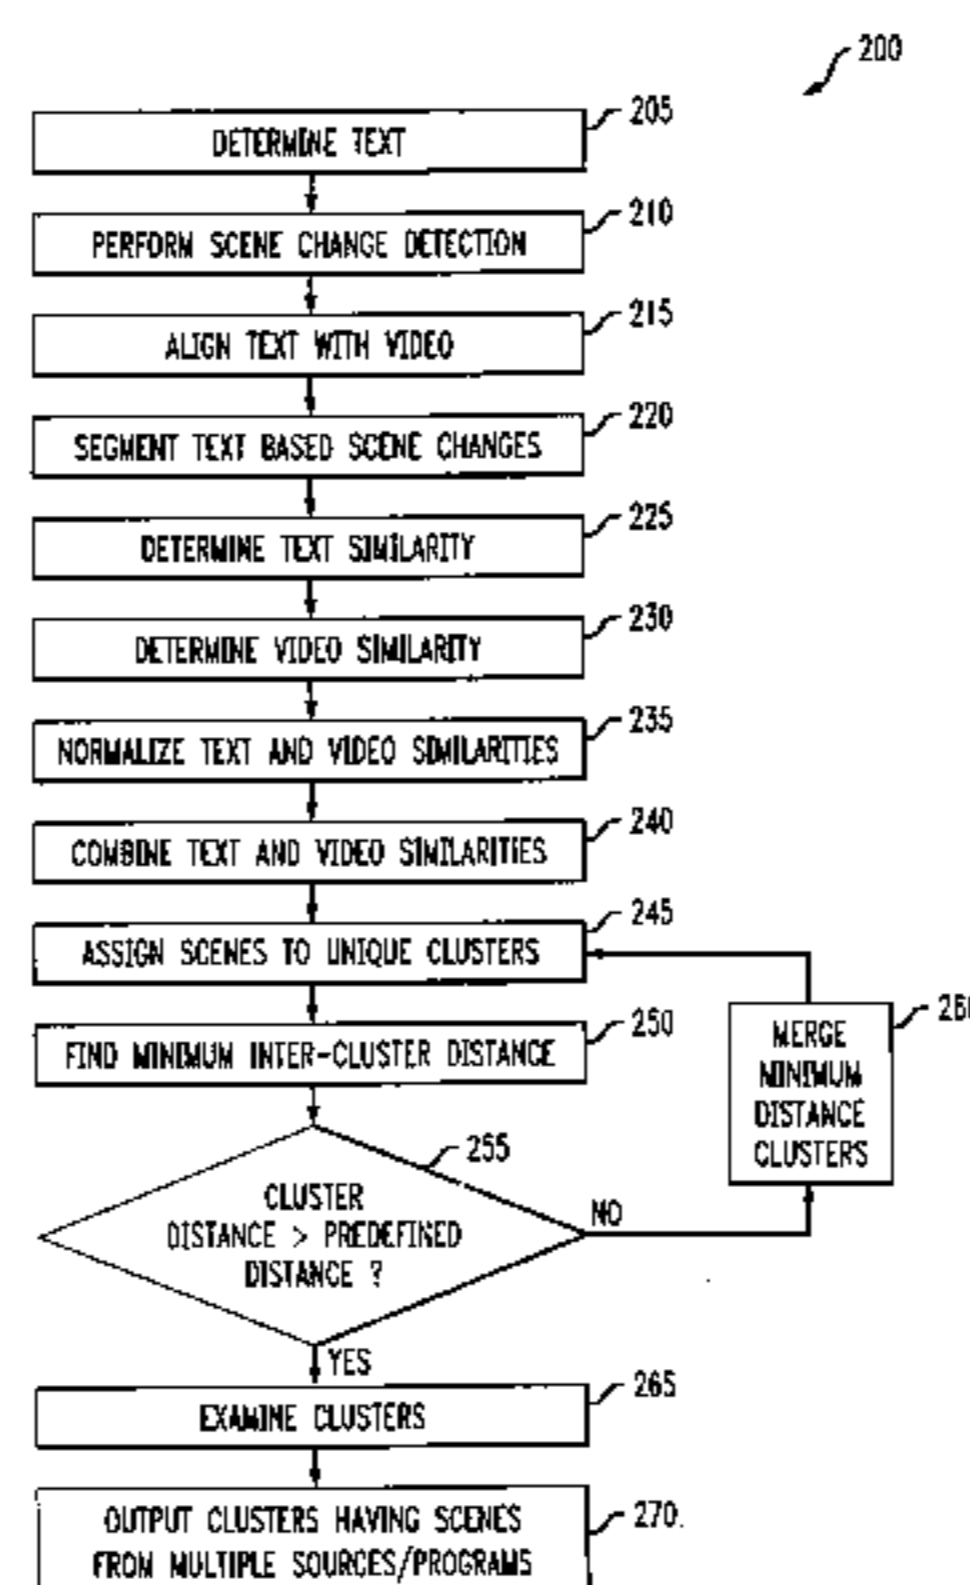 200
205
DETERMINE TEXT
210
PERFORM SCENE CHANGE DETECTION
215
ALIGN TEXT WITH VIDEO
220
SEGMENT TEXT BASED SCENE CHANGES
225
DETERMINE TEXT SIMILARITY
230
DETERMINE VIDEO SIMILARITY
235
NORMALIZE TEXT AND VIDEO SIMILARITIES
240
COMBINE TEXT AND VIDEO SIMILARITIES
245
ASSIGN SCENES TO UNIQUE CLUSTERS
250
FIND MINIMUM INTER-CLUSTER DISTANCE
MERGE
MINIMUM
DISTANCE
CLUSTERS
255
CLUSTER
DISTANCE > PREDEFINED
DISTANCE ?
NO
YES
265
EXAMINE CLUSTERS
270
OUTPUT CLUSTERS HAVING SCENES
FROM MULTIPLE SOURCES/PROGRAMS